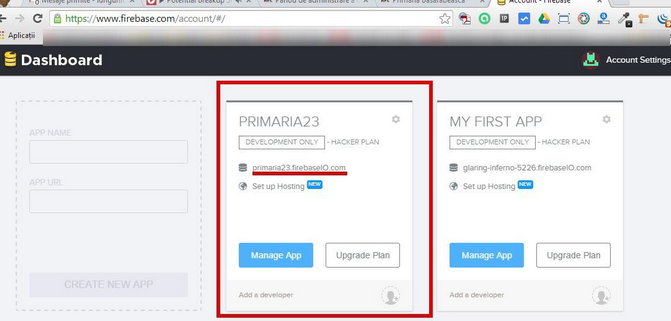 Mesaje primite - lungum
Potential Breakup
Panou de administrare
Primaria Basarabeasca
Account - Firebase
https://www.firebase.com/account/#/
Aplicații
Dashboard
Account Settings
APP NAME
APP URL
CREATE NEW APP
PRIMARIA23
DEVELOPMENT ONLY - HACKER PLAN
primaria23.firebaseIO.com
Set up Hosting NEW
Manage App
Upgrade Plan
Add a developer
MY FIRST APP
DEVELOPMENT ONLY - HACKER PLAN
glaring-inferno-5226.firebaseIO.com
Set up Hosting NEW
Manage App
Upgrade Plan
Add a developer